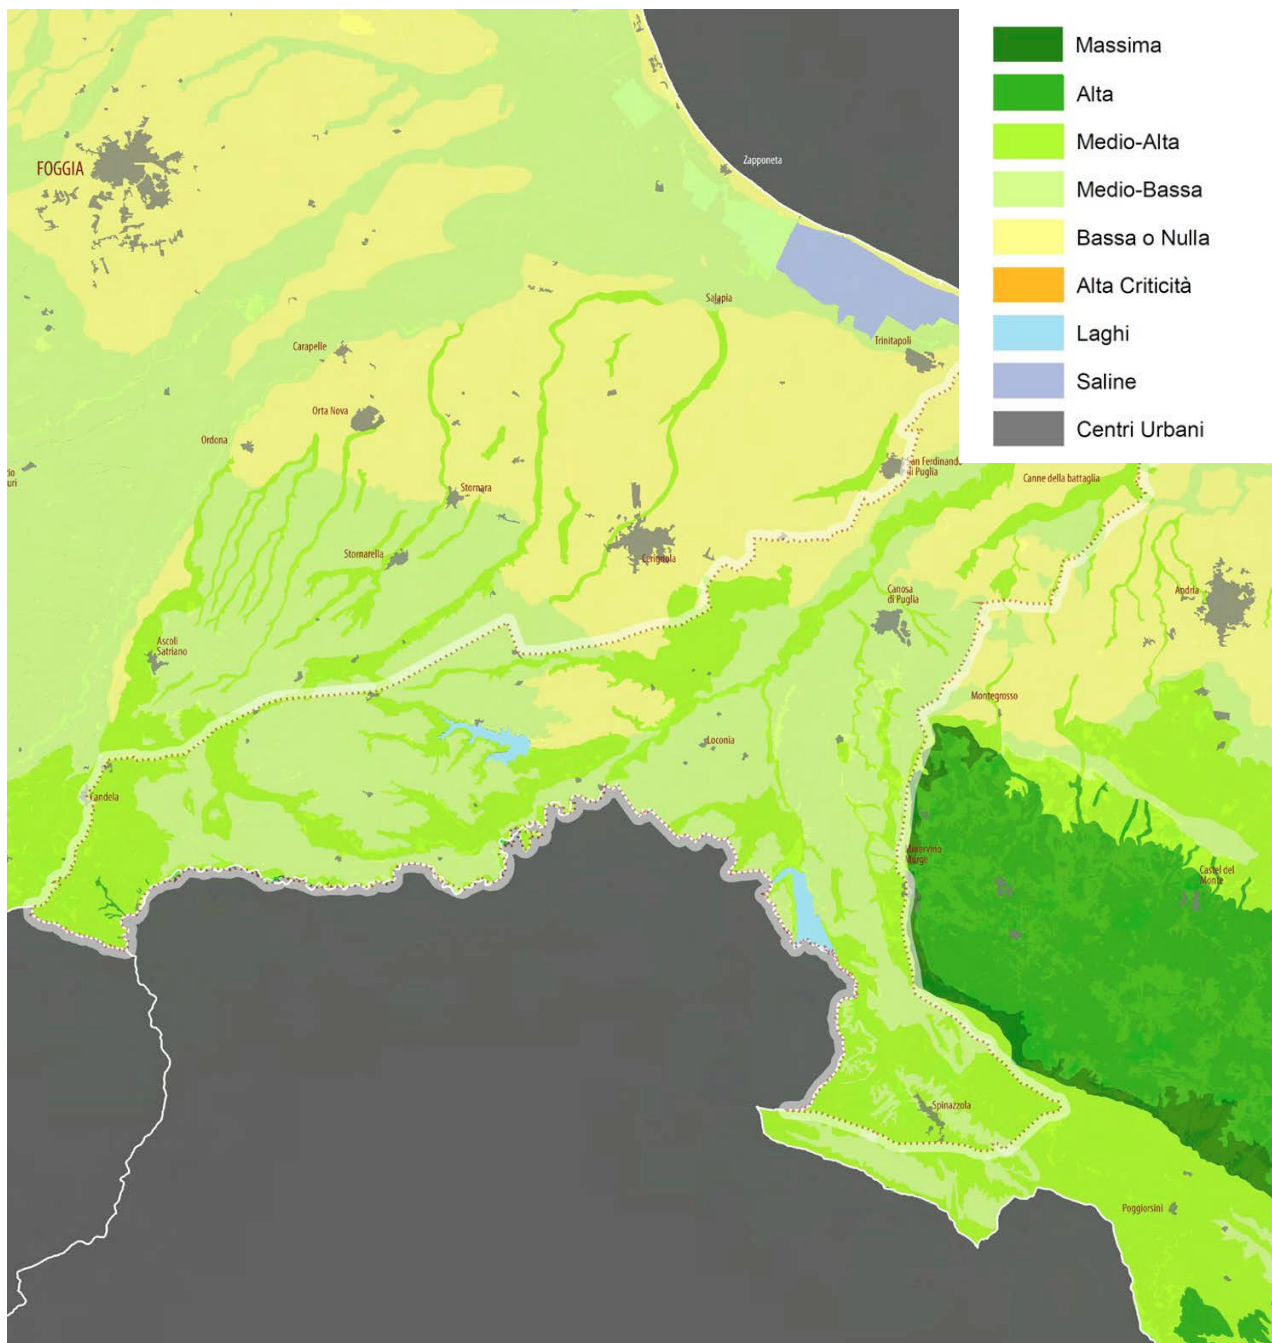 Massima
Alta
Medio-Alta
Medio-Bassa
Bassa o Nulla
Alta Criticità
Laghi
Saline
Centri Urbani
FOGGIA
Zapponeta
Salapia
Trinitapoli
Carapelle
Orta Nova
Ordona
San Ferdinando
di Puglia
Canne della battaglia
Stornara
Stornarella
Cerignola
Canosa
di Puglia
Andria
Ascoli
Satriano
Montegrosso
Loconia
Candela
Minervino
Murge
Castel del
Monte
Spinazzola
Poggiorsini